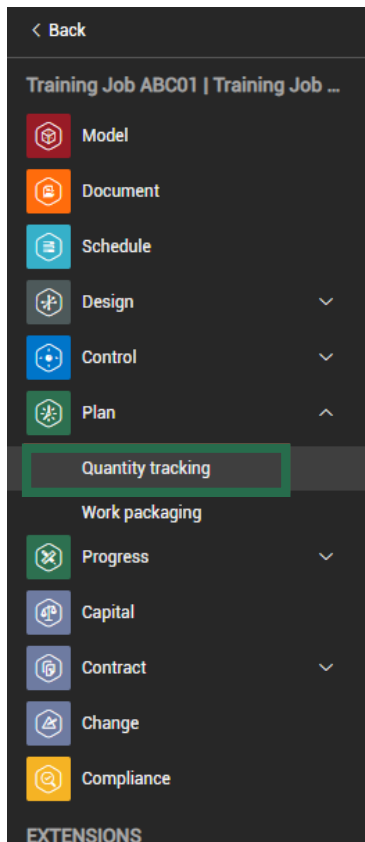 Back
Training Job ABC01 | Training Job ...
Model
Document
Schedule
Design
Control
Plan
Quantity tracking
Work packaging
Progress
Capital
Contract
Change
Compliance
EXTENSIONS